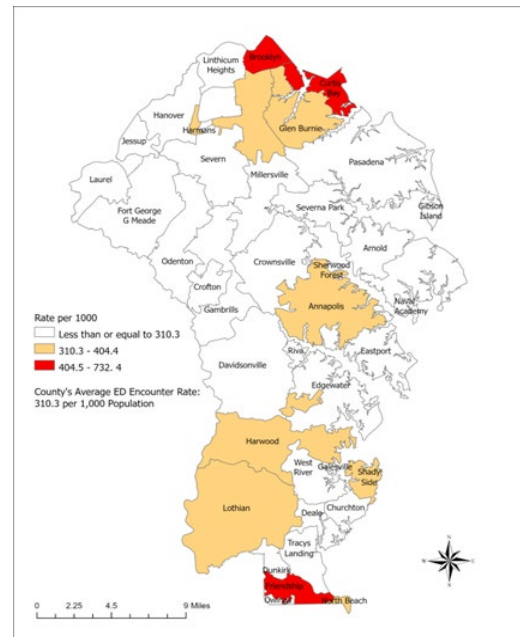 Linthicum
Heights
Brooklyn
Curtis
Bay
Hanover
Harmans
Glen Burnie
Jessup
Severn
Pasadena
Laurel
Millersville
Fort George
G Meade
Severna Park
Gibson
Island
Odenton
Crownsville
Arnold
Sherwood
Forest
Crofton
Annapolis
Naval
Academy
Gambrills
Rate per 1000
Less than or equal to 310.3
310.3 - 404.4
404.5 - 732. 4
County's Average ED Encounter Rate:
310.3 per 1,000 Population
Davidsonville
Riva
Eastport
Edgewater
Harwood
West
River
Galesville
Shady
Side
Lothian
Deale
Churchton
Tracys
Landing
Dunkirk
Friendship
North Beach
N
0
2.25
4.5
9 Miles